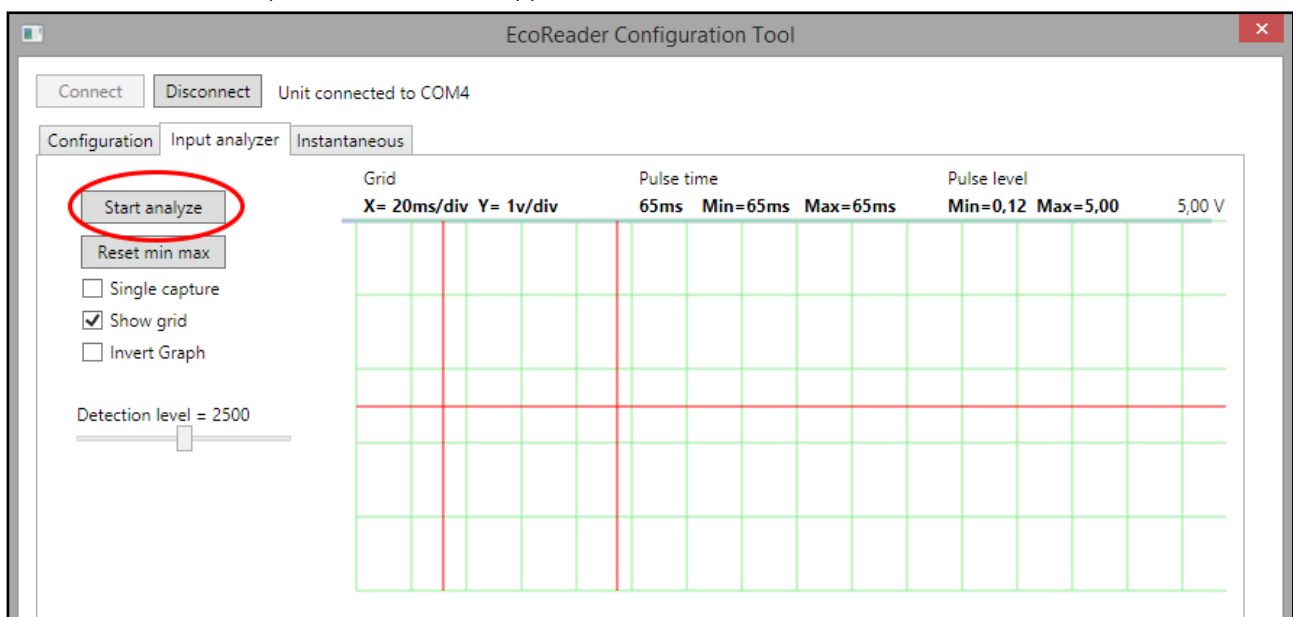 EcoReader Configuration Tool
Connect Disconnect Unit connected to COM4
Configuration Input analyzer Instantaneous
Grid Pulse time Pulse level
Start analyze X= 20ms/div Y= 1v/div 65ms Min=65ms Max=65ms Min=0,12 Max=5,00 5,00 V
Reset min max
Single capture
Show grid
Invert Graph
Detection level = 2500